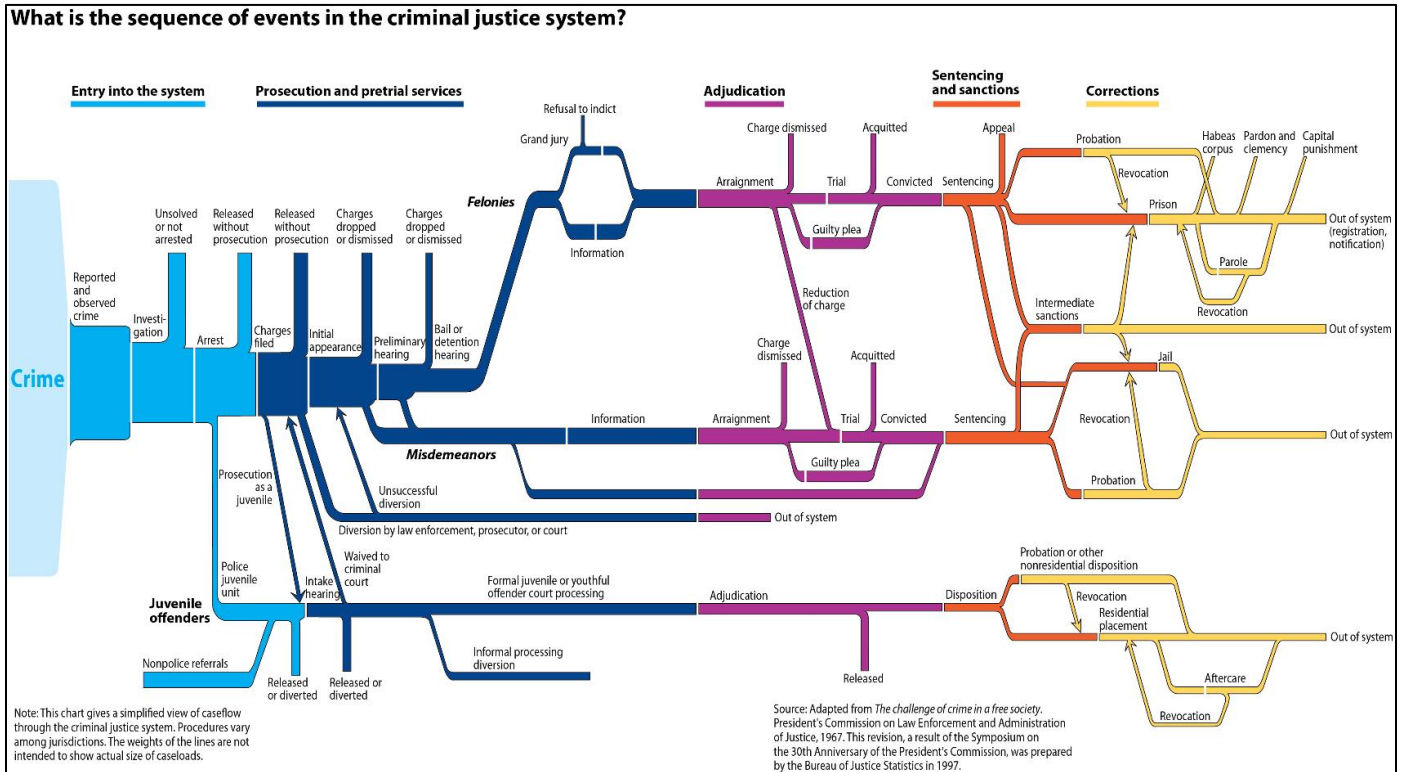 What is the sequence of events in the criminal justice system?
Entry into the system
Prosecution and pretrial services
Adjudication
Sentencing
and sanctions
Corrections
Crime
Reported
and
observed
crime
Investi-
gation
Unsolved
or not
arrested
Arrest
Released
without
prosecution
Charges
filed
Released
without
prosecution
Initial
appearance
Charges
dropped
or dismissed
Preliminary
hearing
Charges
dropped
or dismissed
Bail or
detention
hearing
Felonies
Grand jury
Refusal to indict
Information
Arraignment
Charge dismissed
Trial
Acquitted
Guilty plea
Convicted
Sentencing
Appeal
Probation
Revocation
Prison
Habeas
corpus
Pardon and
clemency
Capital
punishment
Out of system
(registration,
notification)
Parole
Revocation
Reduction
of charge
Intermediate
sanctions
Out of system
Misdemeanors
Information
Arraignment
Charge
dismissed
Trial
Acquitted
Guilty plea
Convicted
Sentencing
Jail
Revocation
Probation
Out of system
Unsuccessful
diversion
Diversion by law enforcement, prosecutor, or court
Out of system
Prosecution
as a
juvenile
Waived to
criminal
court
Police
juvenile
unit
Juvenile
offenders
Nonpolice referrals
Released
or diverted
Intake
hearing
Released or
diverted
Formal juvenile or youthful
offender court processing
Informal processing
diversion
Adjudication
Released
Disposition
Probation or other
nonresidential disposition
Revocation
Residential
placement
Out of system
Aftercare
Revocation
Note: This chart gives a simplified view of caseflow
through the criminal justice system. Procedures vary
among jurisdictions. The weights of the lines are not
intended to show actual size of caseloads.
Source: Adapted from The challenge of crime in a free society.
President's Commission on Law Enforcement and Administration
of Justice, 1967. This revision, a result of the Symposium on
the 30th Anniversary of the President's Commission, was prepared
by the Bureau of Justice Statistics in 1997.